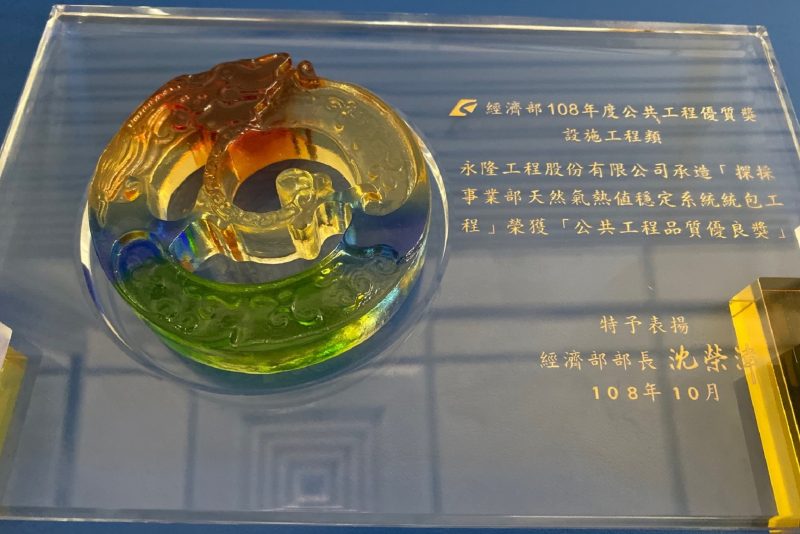 經濟部108年度公共工程優質獎
設施工程類
永隆工程股份有限公司承造「探採
事業部天然氣熱值穩定系統統包工
程」榮獲「公共工程品質優良獎」
特予表揚
經濟部部長 沈榮津
108年10月